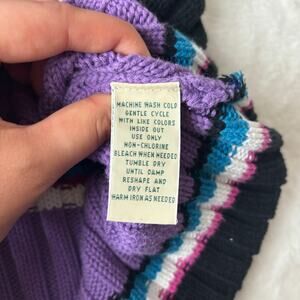 MACHINE WASH COLD
GENTLE CYCLE
WITH LIKE COLORS
INSIDE OUT
USE ONLY
NON-CHLORINE
BLEACH WHEN NEEDED
TUMBLE DRY
UNTIL DAMP
RESHAPE AND
DRY FLAT
HARM IRON AS NEEDED